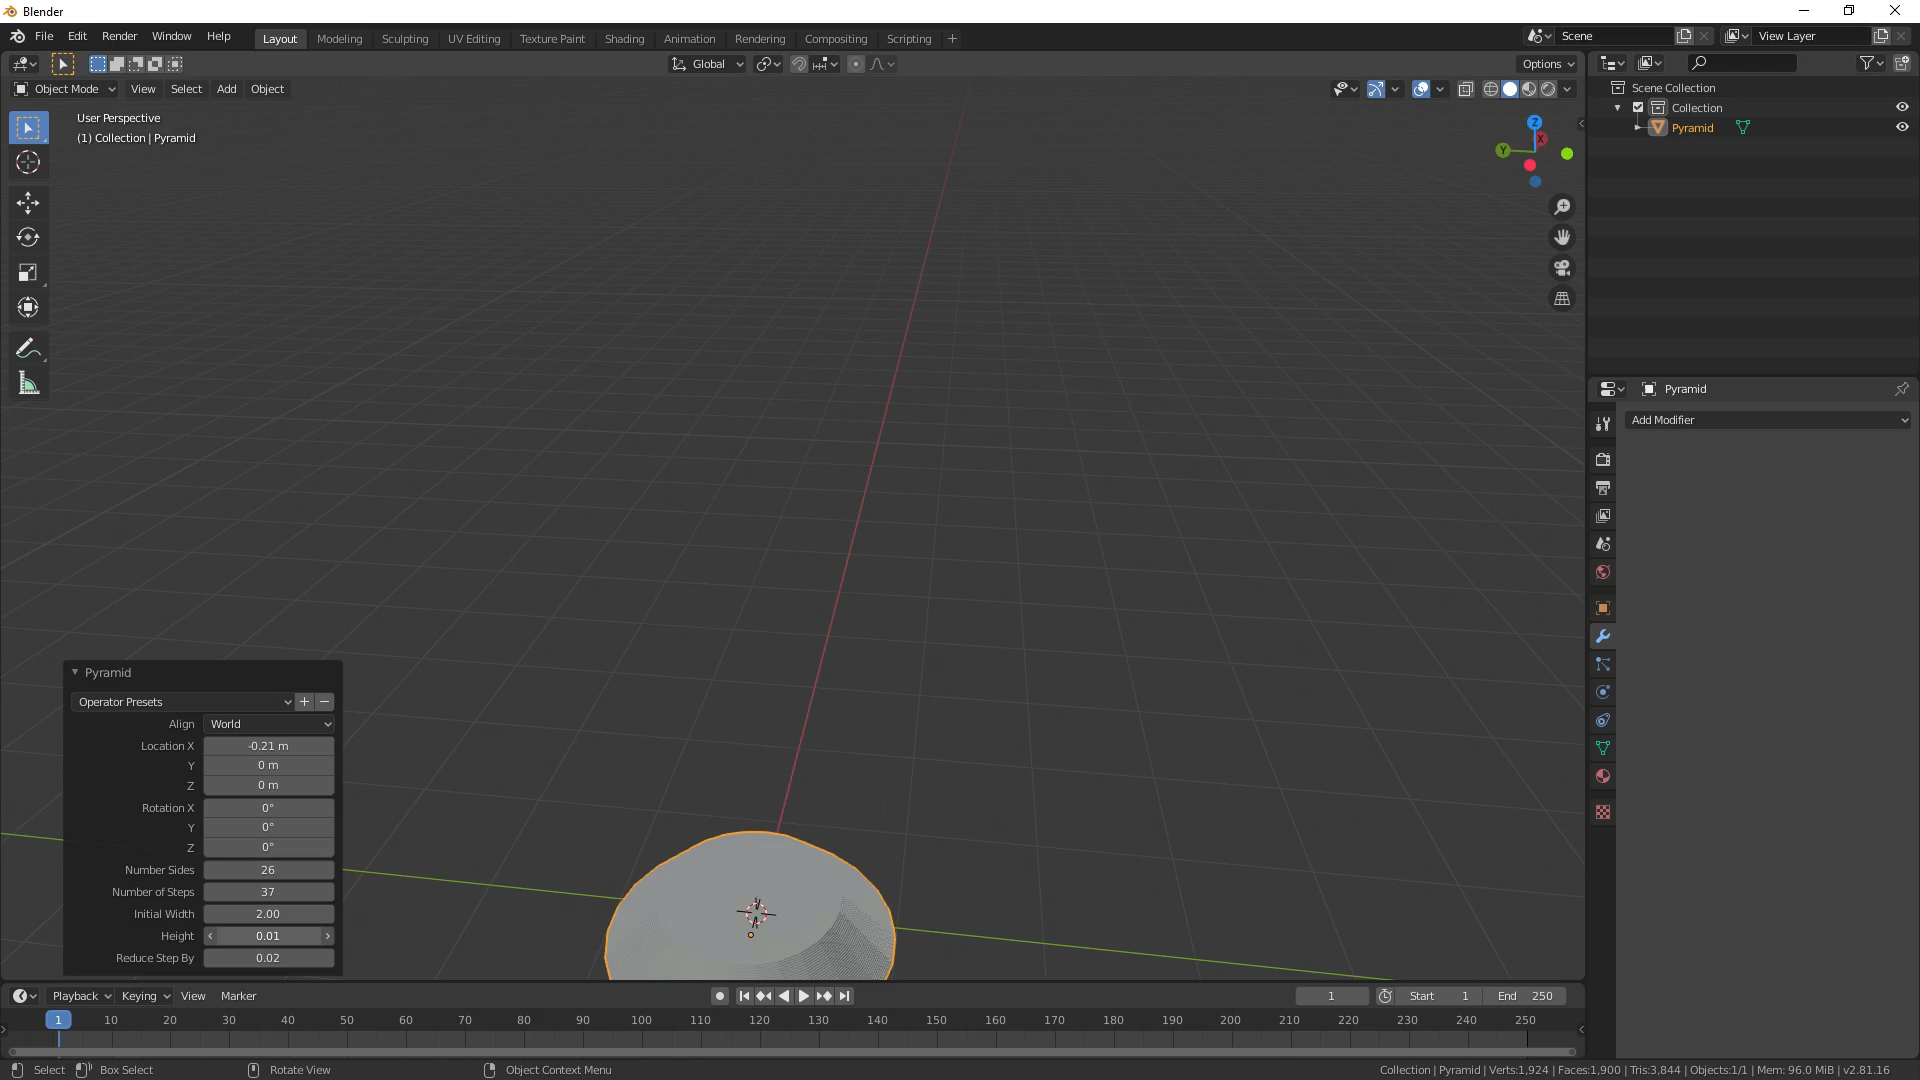 Blender
File Edit Render Window Help Layout Modeling Sculpting UV Editing Texture Paint Shading Animation Rendering Compositing Scripting + Scene View Layer
Global Options
Object Mode View Select Add Object
User Perspective
(1) Collection | Pyramid
Z
X
Y
Scene Collection
Collection
Pyramid
Pyramid
Add Modifier
Pyramid
Operator Presets + −
Align World
Location X -0.21 m
Y 0 m
Z 0 m
Rotation X 0°
Y 0°
Z 0°
Number Sides 26
Number of Steps 37
Initial Width 2.00
Height 0.01
Reduce Step By 0.02
Playback Keying View Marker 1 Start 1 End 250
1 10 20 30 40 50 60 70 80 90 100 110 120 130 140 150 160 170 180 190 200 210 220 230 240 250
Select Box Select Rotate View Object Context Menu Collection | Pyramid | Verts:1,924 | Faces:1,900 | Tris:3,844 | Objects:1/1 | Mem: 96.0 MiB | v2.81.16